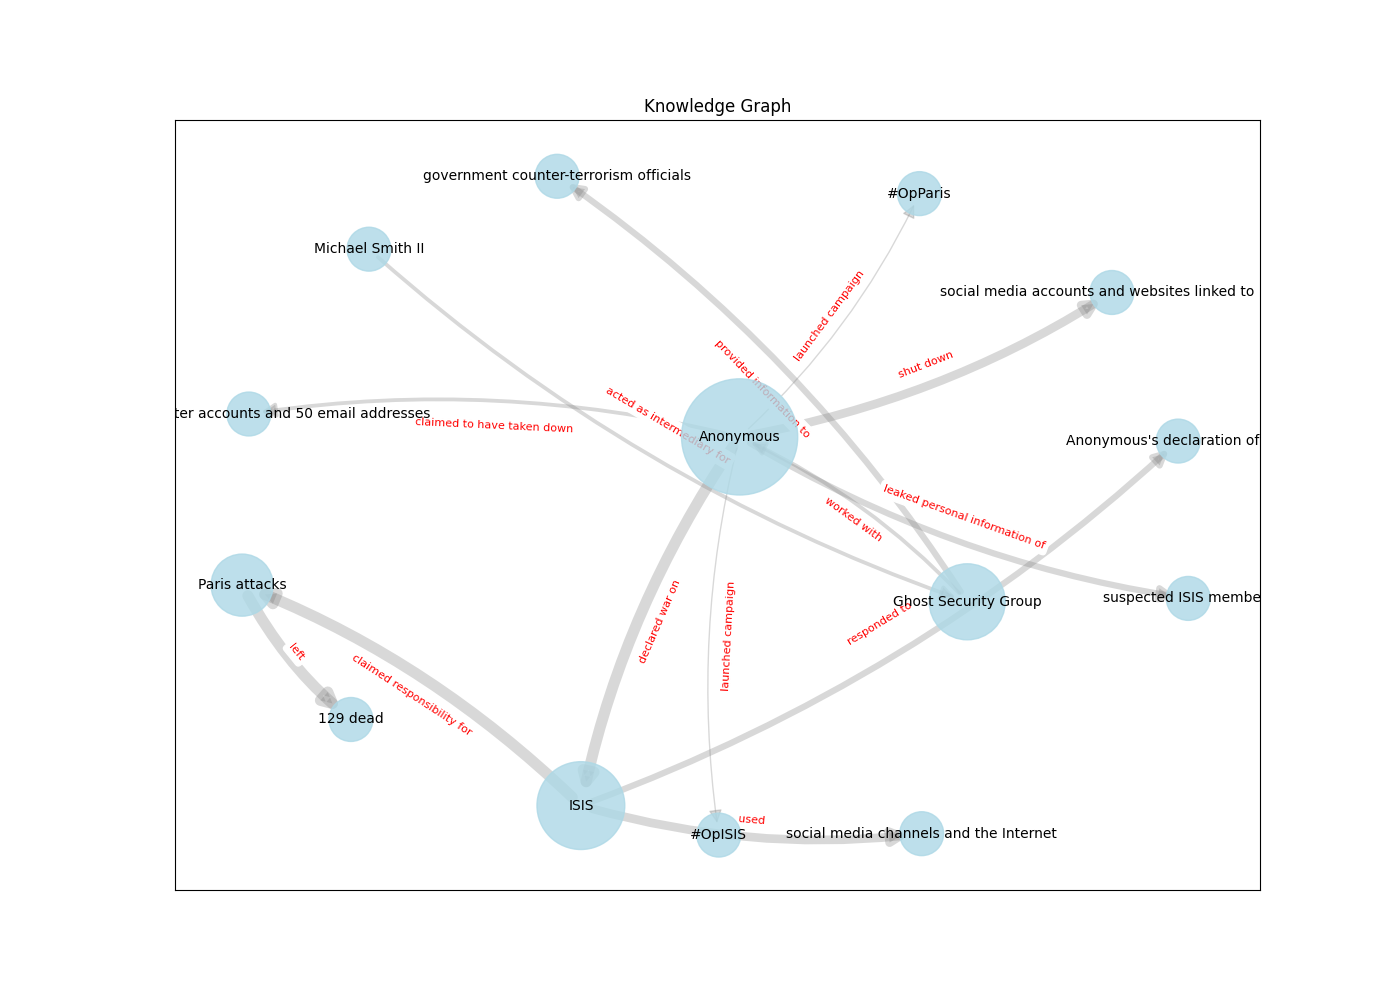 Knowledge Graph
government counter-terrorism officials
#OpParis
Michael Smith II
social media accounts and websites linked to
launched campaign
provided information to
shut down
acted as intermediary for
ter accounts and 50 email addresses
claimed to have taken down
Anonymous
Anonymous's declaration of
leaked personal information of
worked with
Paris attacks
Ghost Security Group
suspected ISIS membe
responded to
declared war on
launched campaign
left
claimed responsibility for
129 dead
ISIS
used
#OpISIS
social media channels and the Internet